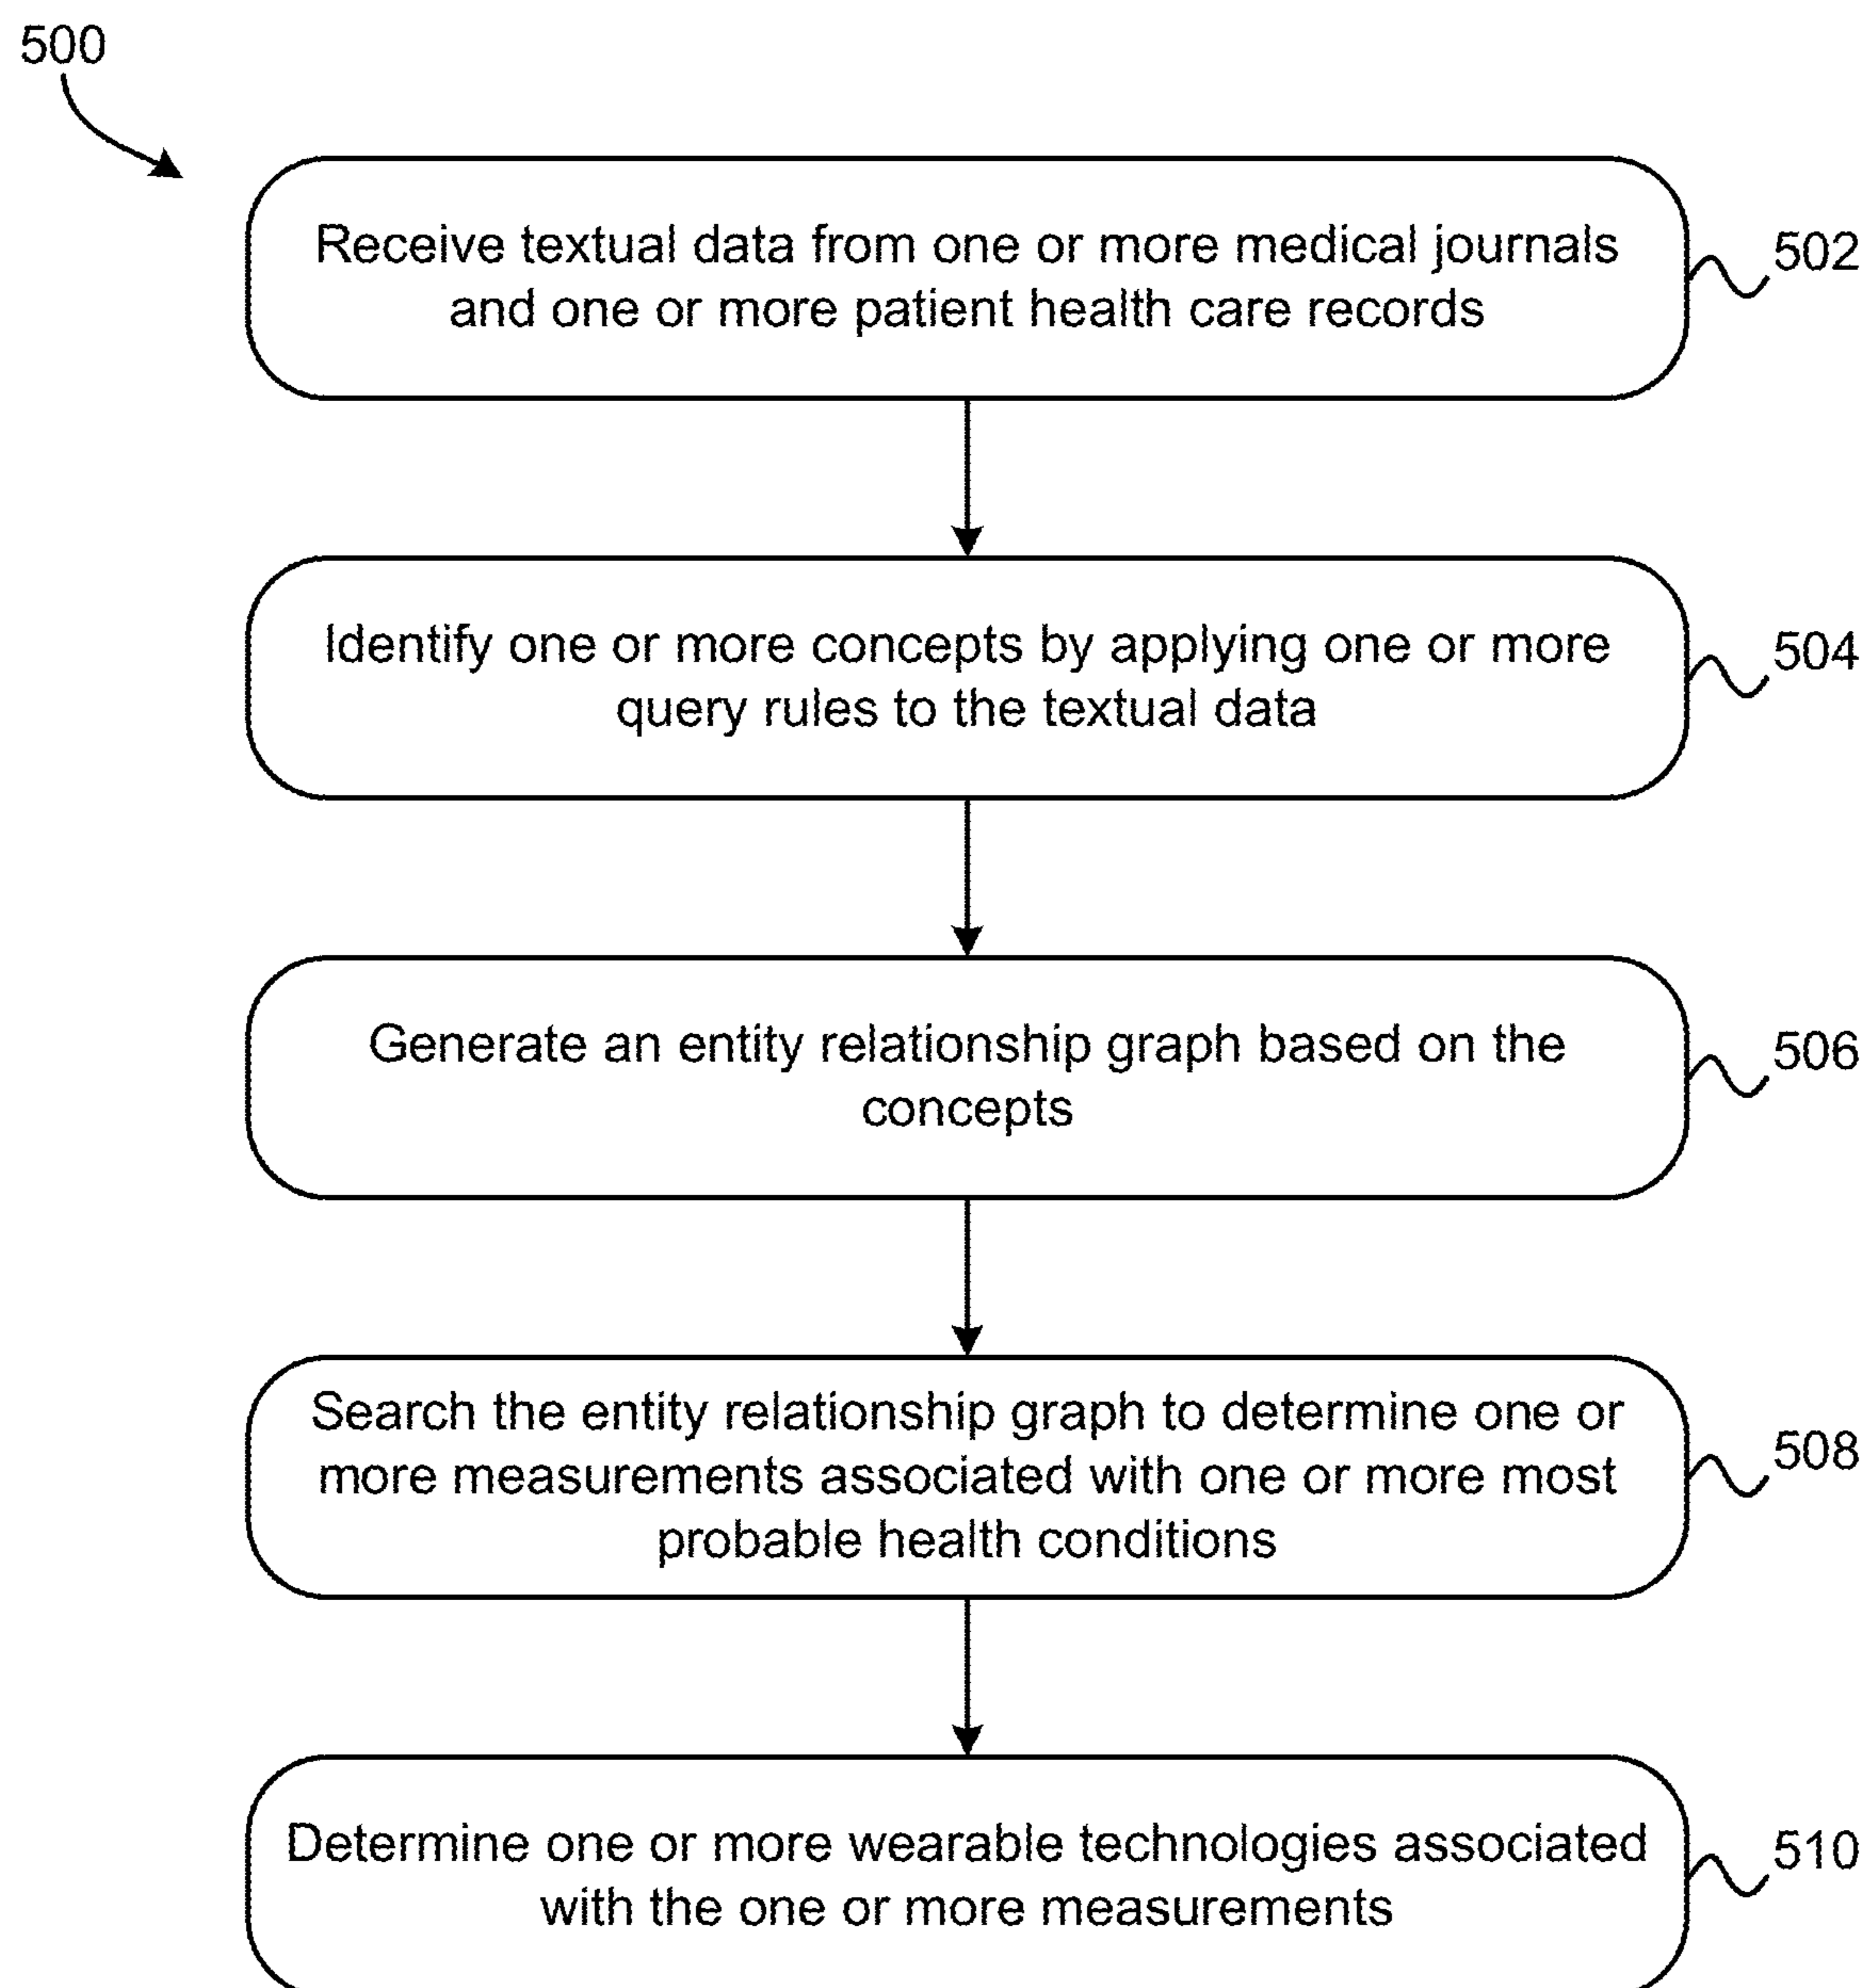 500
Receive textual data from one or more medical journals
and one or more patient health care records
502
Identify one or more concepts by applying one or more
query rules to the textual data
504
Generate an entity relationship graph based on the
concepts
506
Search the entity relationship graph to determine one or
more measurements associated with one or more most
probable health conditions
508
Determine one or more wearable technologies associated
with the one or more measurements
510